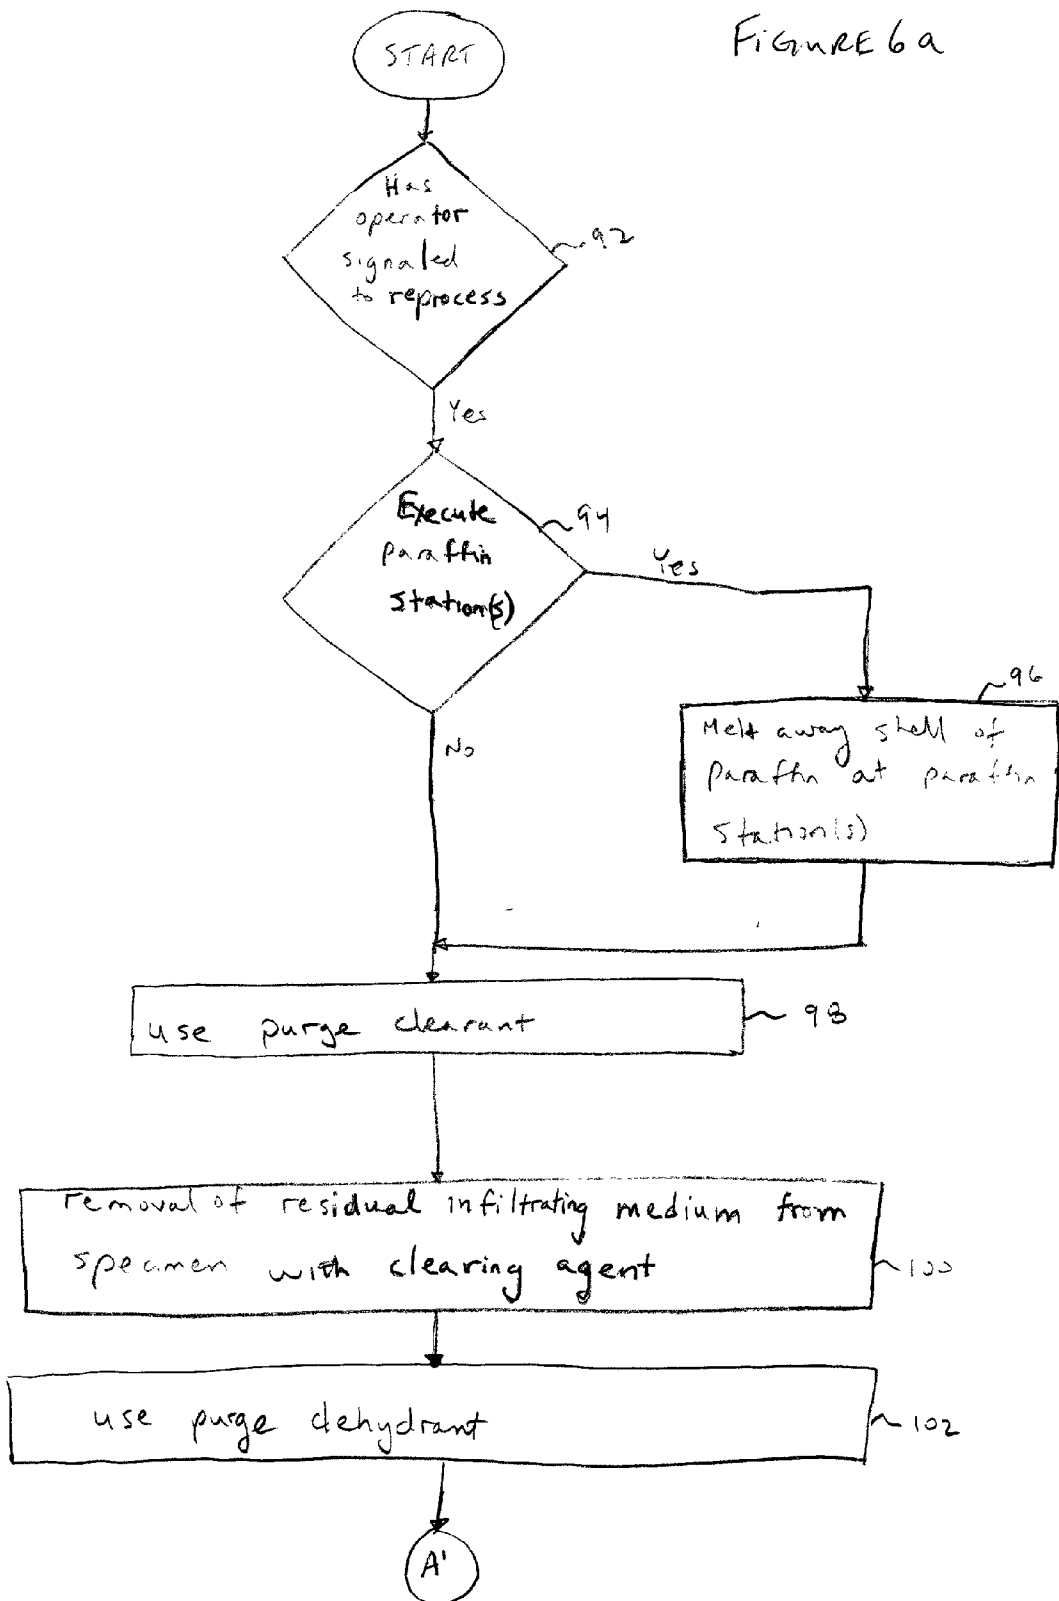 FIGURE 6a
START
Has
operator
signaled
to reprocess
92
Yes
Execute
paraffin
station(s)
94
Yes
96
Melt away shell of
paraffin at paraffin
station(s)
No
use purge clearant
98
removal of residual infiltrating medium from
specimen with clearing agent
100
use purge dehydrant
102
A'